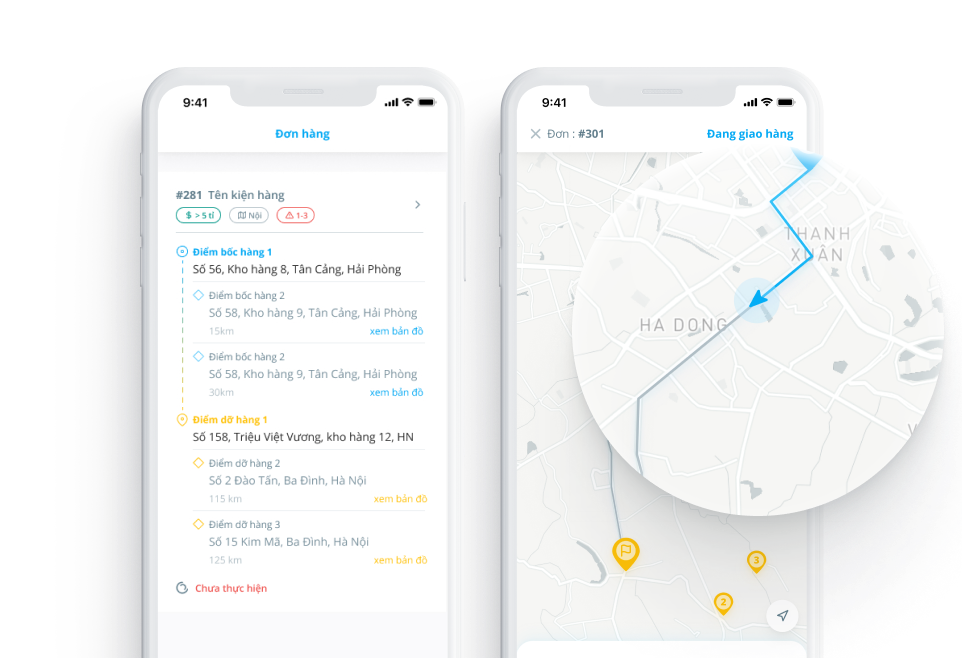 9:41
Đơn hàng
#281 Tên kiện hàng
$ > 5 tỉ
Nội
1-3
Điểm bốc hàng 1
Số 56, Kho hàng 8, Tân Cảng, Hải Phòng
Điểm bốc hàng 2
Số 58, Kho hàng 9, Tân Cảng, Hải Phòng
15km
xem bản đồ
Điểm bốc hàng 2
Số 58, Kho hàng 9, Tân Cảng, Hải Phòng
30km
xem bản đồ
Điểm dỡ hàng 1
Số 158, Triệu Việt Vương, kho hàng 12, HN
Điểm dỡ hàng 2
Số 2 Đào Tấn, Ba Đình, Hà Nội
115 km
xem bản đồ
Điểm dỡ hàng 3
Số 15 Kim Mã, Ba Đình, Hà Nội
125 km
xem bản đồ
Chưa thực hiện
9:41
Đơn : #301
Đang giao hàng
THANH
XUÂN
HA DONG
3
2